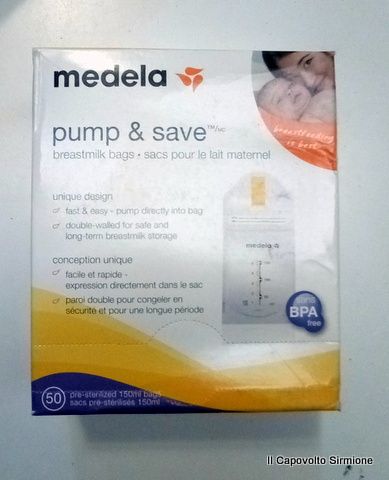 medela
pump & save™/MC
breastmilk bags • sacs pour le lait maternel
breastfeeding
is best
unique design
fast & easy - pump directly into bag
double-walled for safe and
long-term breastmilk storage
conception unique
facile et rapide -
expression directement dans le sac
paroi double pour congeler en
sécurité et pour une longue période
medela
sans
BPA
free
50
pre-sterilized 150ml bags
sacs pré-stérilisés 150ml
Il Capovolto Sirmione